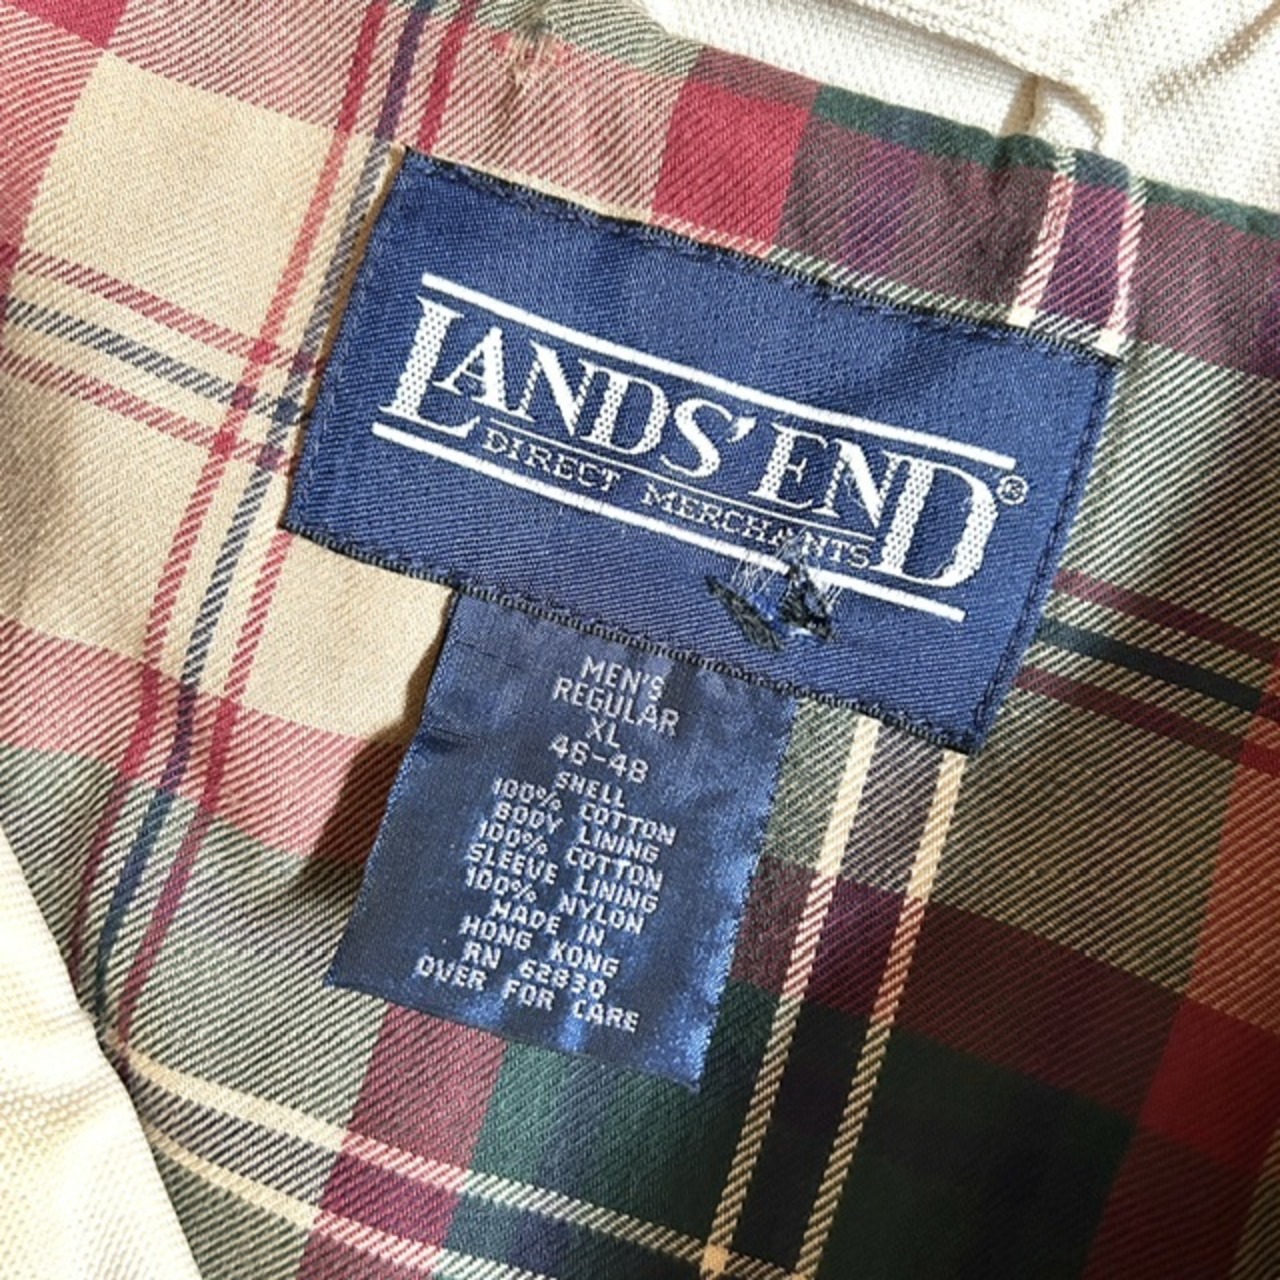 LANDS' END®
DIRECT MERCHANTS
MEN'S
REGULAR
XL
46-48
SHELL
100% COTTON
BODY LINING
100% COTTON
SLEEVE LINING
100% NYLON
MADE IN
HONG KONG
RN 62830
OVER FOR CARE